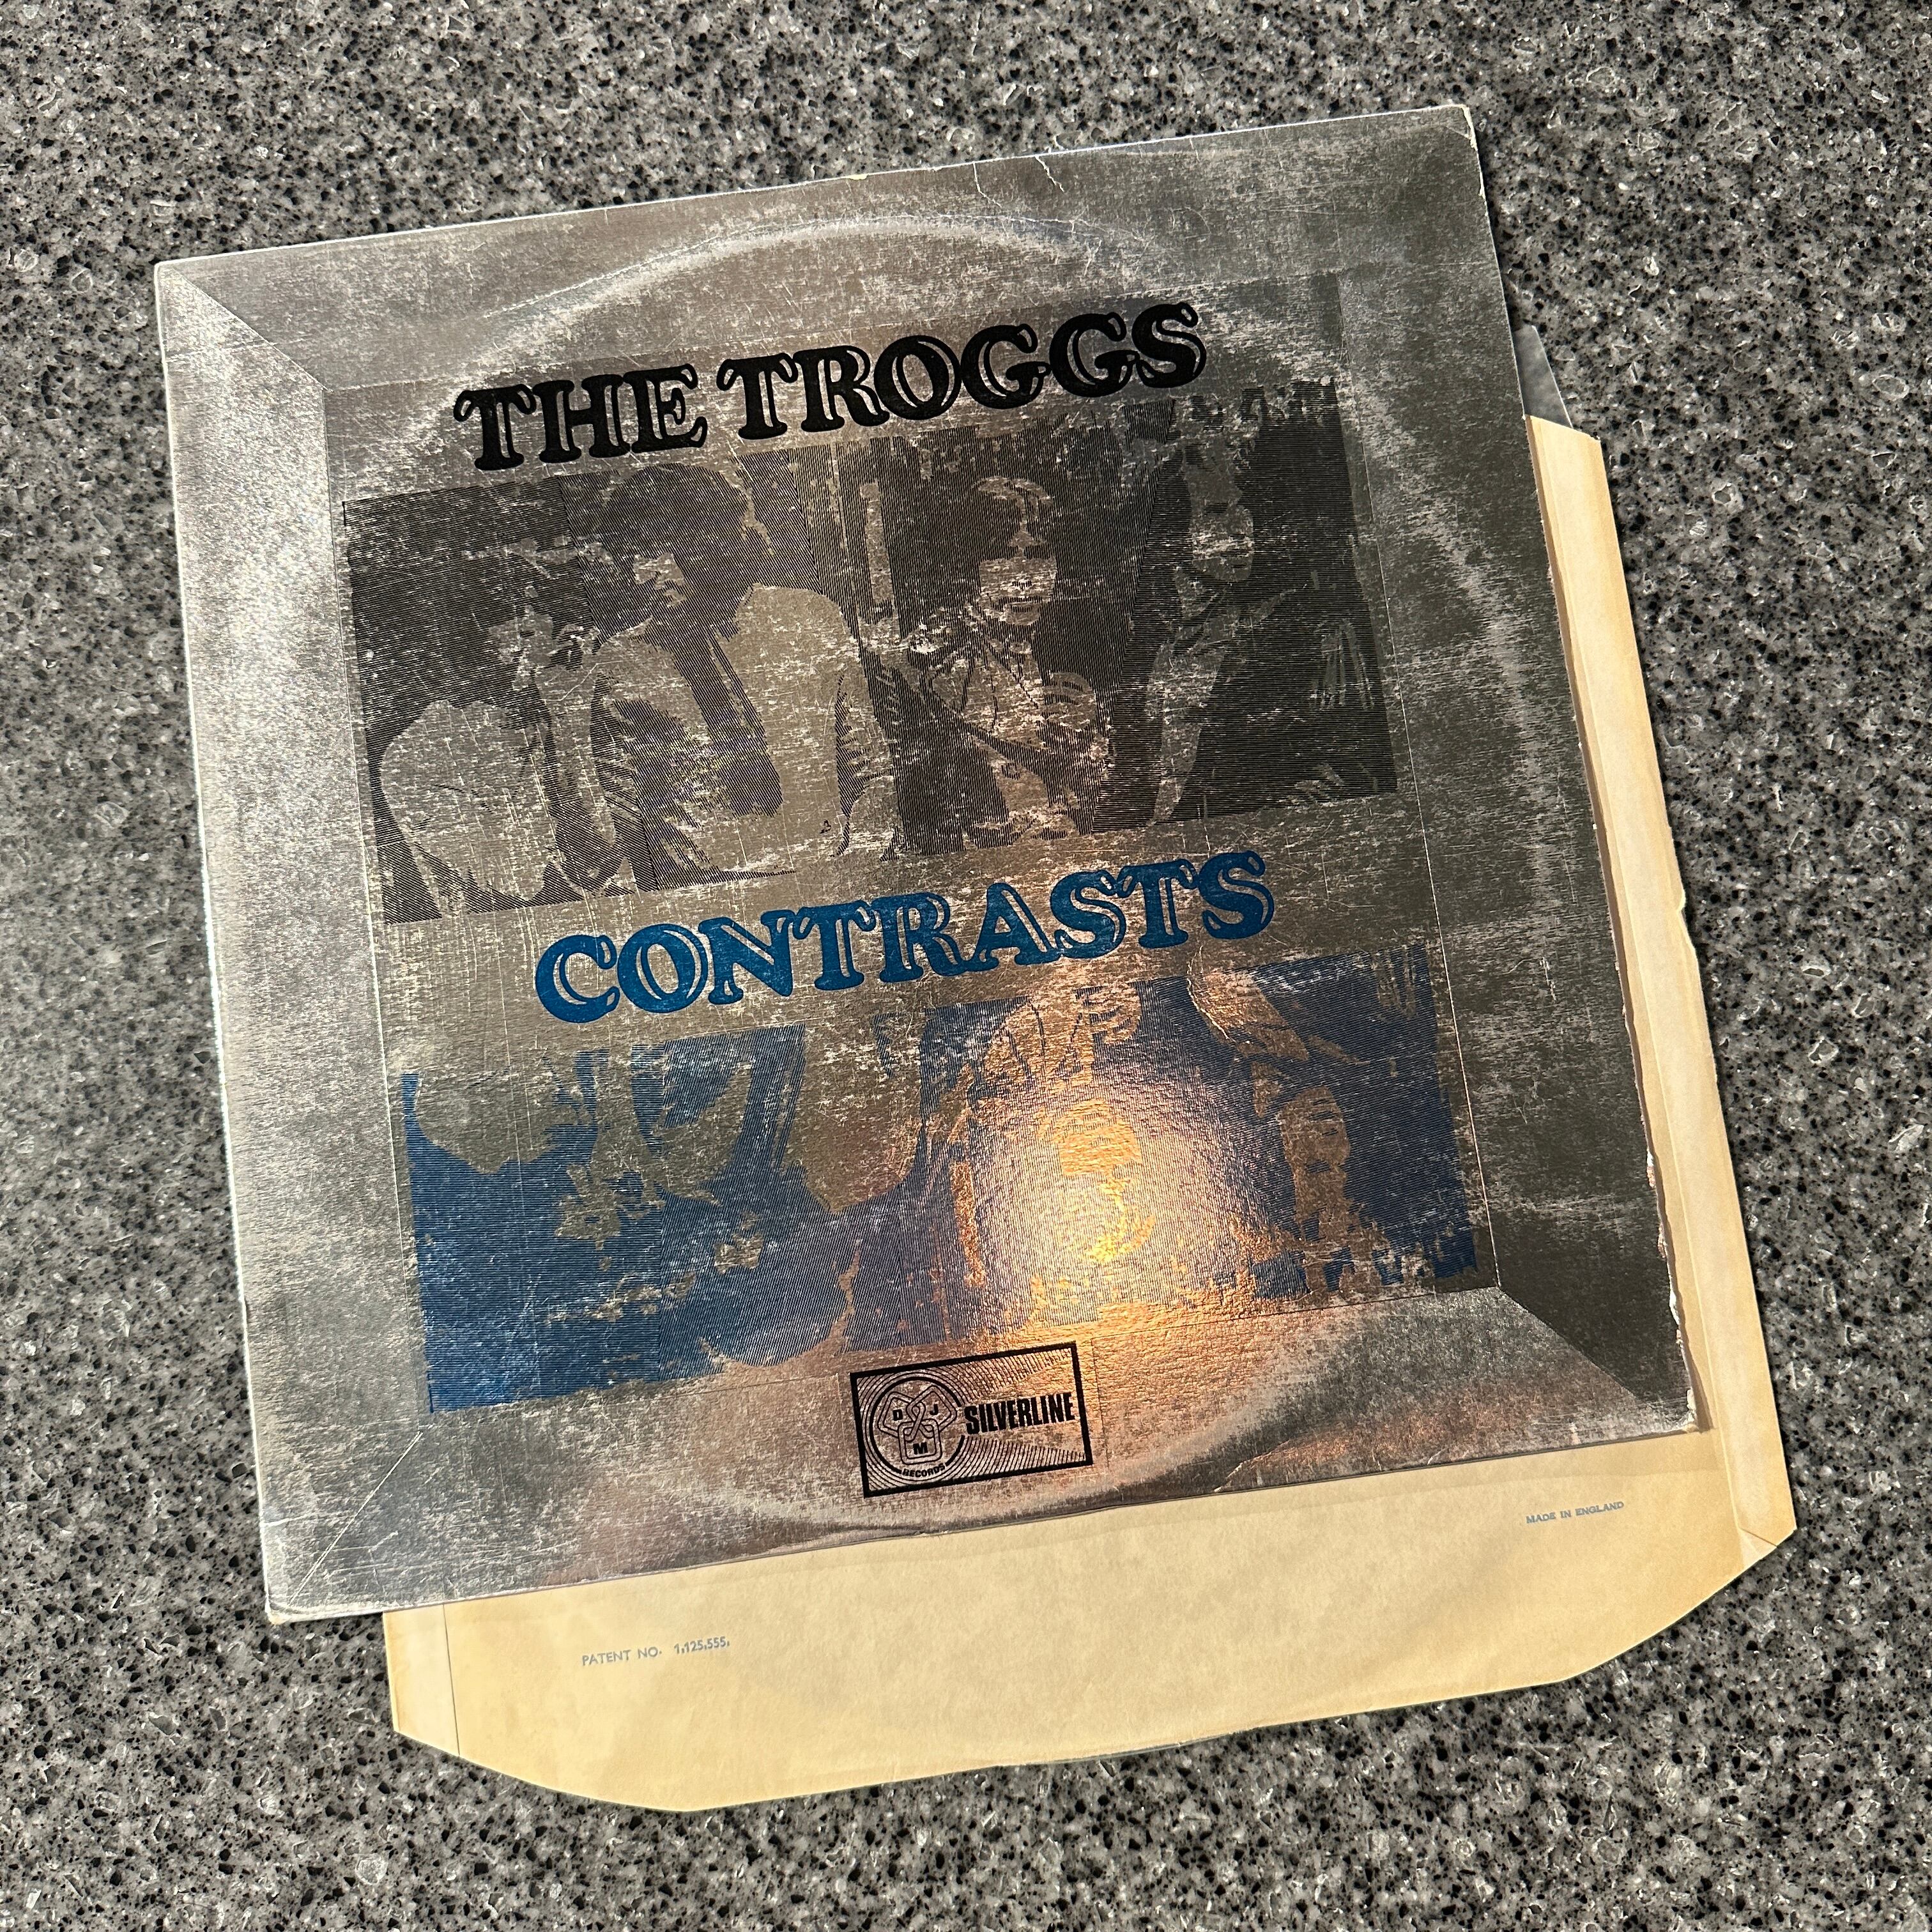 THE TROGGS
CONTRASTS
D J M
RECORDS
SILVERLINE
MADE IN ENGLAND
PATENT NO. 1,125,555.